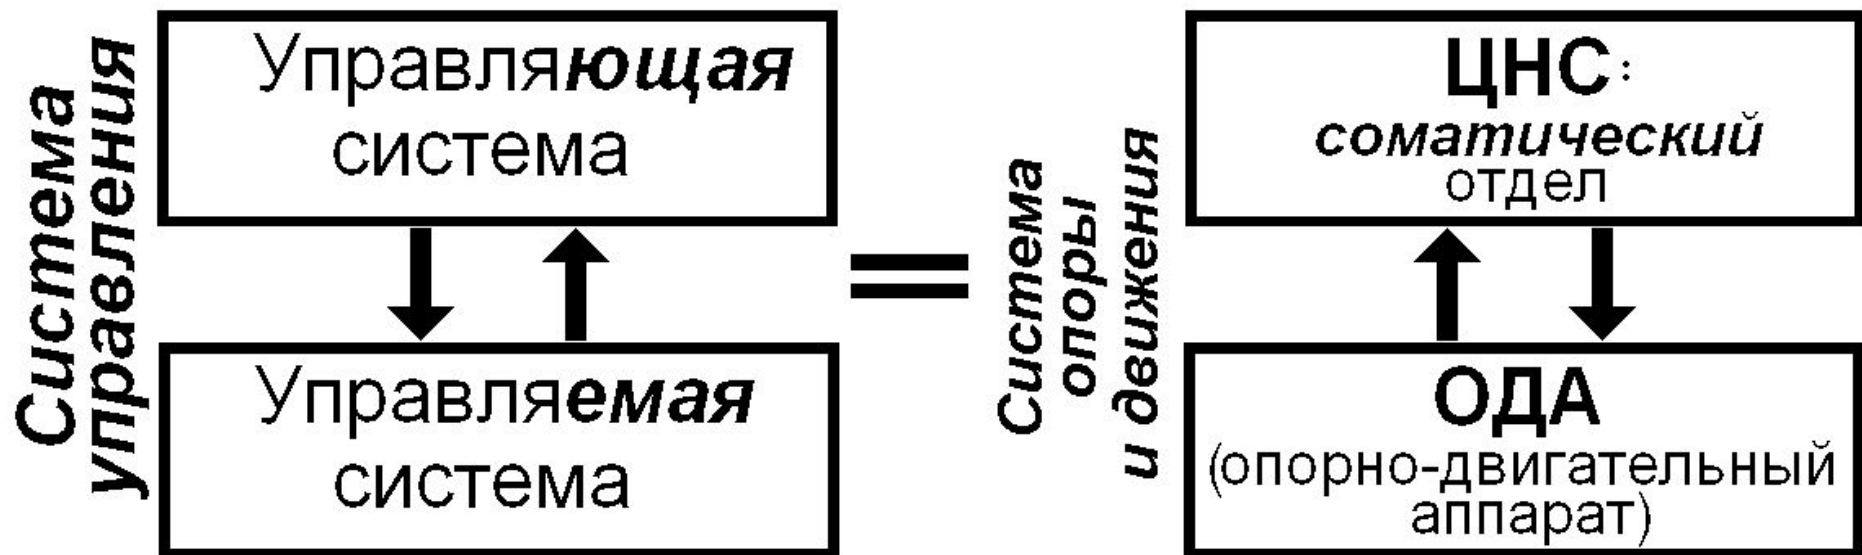 Система
управления
Управляющая
система
Управляемая
система
Система
опоры
и движения
ЦНС:
соматический
отдел
ОДА
(опорно-двигательный
аппарат)